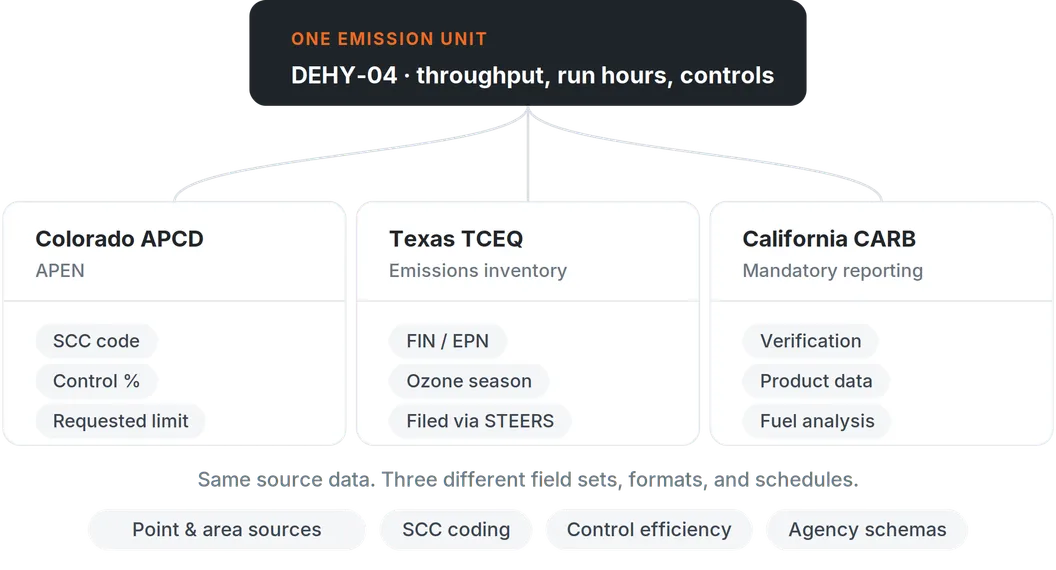 ONE EMISSION UNIT
DEHY-04 · throughput, run hours, controls
Colorado APCD
APEN
SCC code
Control %
Requested limit
Texas TCEQ
Emissions inventory
FIN / EPN
Ozone season
Filed via STEERS
California CARB
Mandatory reporting
Verification
Product data
Fuel analysis
Same source data. Three different field sets, formats, and schedules.
Point & area sources
SCC coding
Control efficiency
Agency schemas